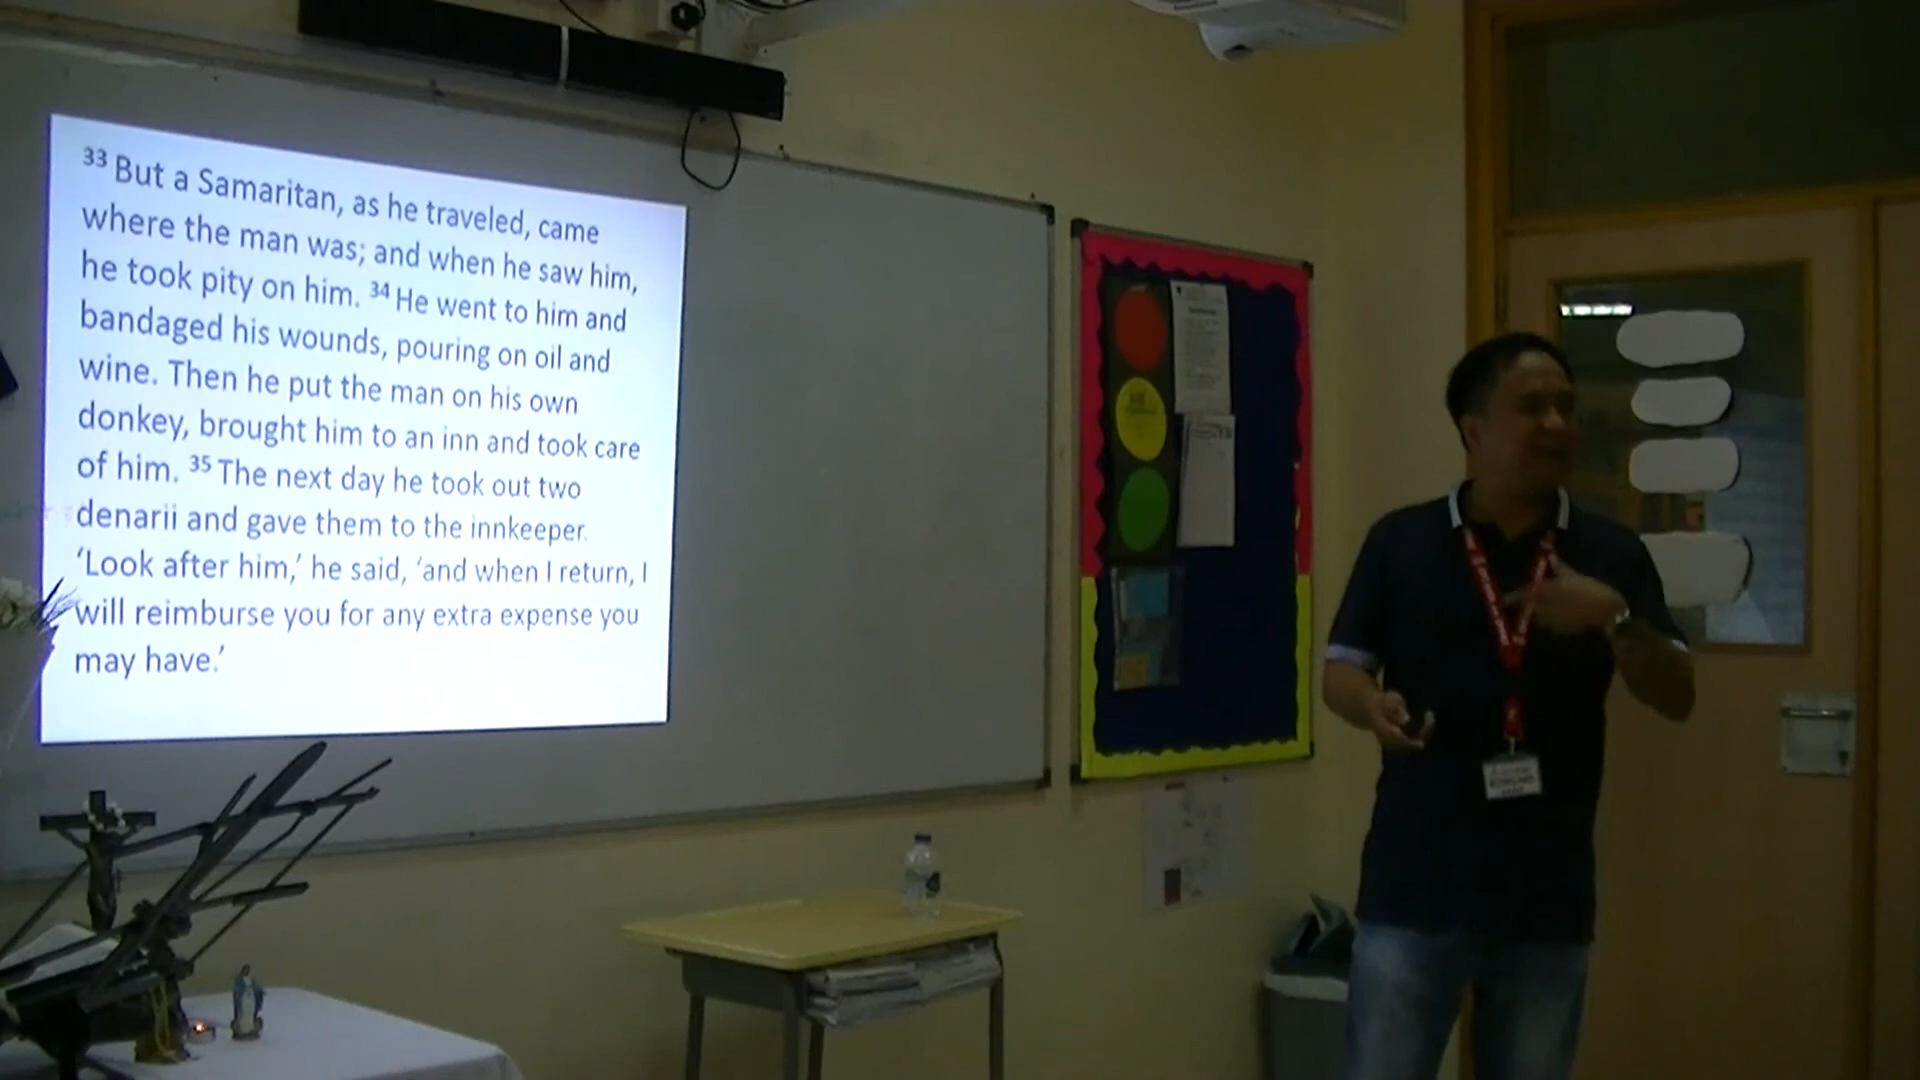 33 But a Samaritan, as he traveled, came
where the man was; and when he saw him,
he took pity on him. 34 He went to him and
bandaged his wounds, pouring on oil and
wine. Then he put the man on his own
donkey, brought him to an inn and took care
of him. 35 The next day he took out two
denarii and gave them to the innkeeper.
‘Look after him,’ he said, ‘and when I return, I
will reimburse you for any extra expense you
may have.’